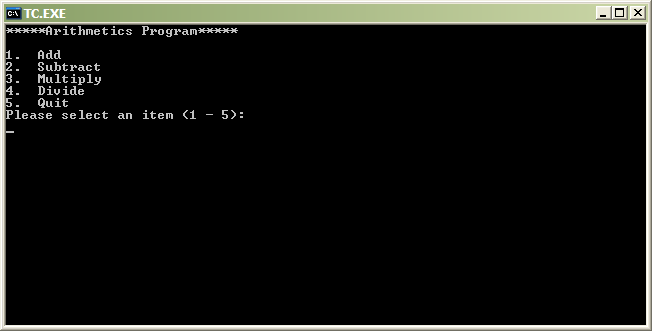 TC.EXE
*****Arithmetics Program*****
1. Add
2. Subtract
3. Multiply
4. Divide
5. Quit
Please select an item (1 - 5):
_